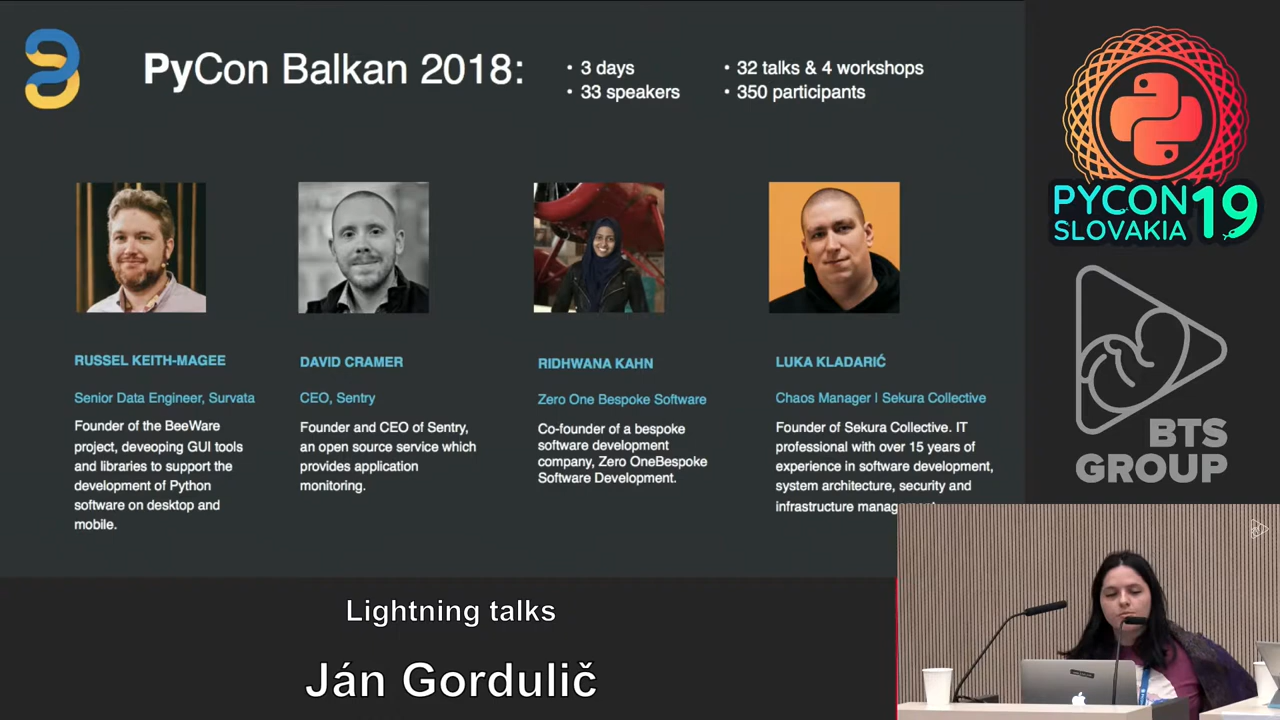 PyCon Balkan 2018:
• 3 days
• 33 speakers
• 32 talks & 4 workshops
• 350 participants
RUSSEL KEITH-MAGEE
Senior Data Engineer, Survata
Founder of the BeeWare
project, deveoping GUI tools
and libraries to support the
development of Python
software on desktop and
mobile.
DAVID CRAMER
CEO, Sentry
Founder and CEO of Sentry,
an open source service which
provides application
monitoring.
RIDHWANA KAHN
Zero One Bespoke Software
Co-founder of a bespoke
software development
company, Zero OneBespoke
Software Development.
LUKA KLADARIĆ
Chaos Manager | Sekura Collective
Founder of Sekura Collective. IT
professional with over 15 years of
experience in software development,
system architecture, security and
infrastructure
PYCON 19
SLOVAKIA
BTS
GROUP
Lightning talks
Ján Gordulič